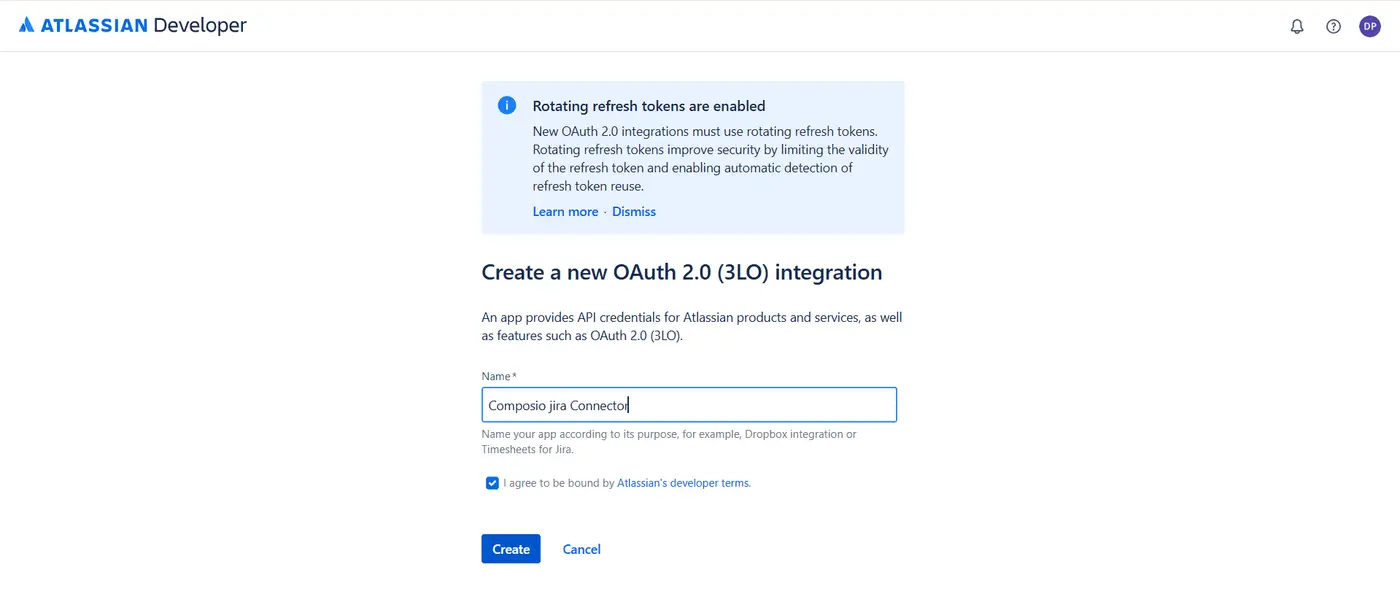 ATLASSIAN Developer
DP
Rotating refresh tokens are enabled
New OAuth 2.0 integrations must use rotating refresh tokens.
Rotating refresh tokens improve security by limiting the validity
of the refresh token and enabling automatic detection of
refresh token reuse.
Learn more · Dismiss
Create a new OAuth 2.0 (3LO) integration
An app provides API credentials for Atlassian products and services, as well
as features such as OAuth 2.0 (3LO).
Name*
Composio jira Connector
Name your app according to its purpose, for example, Dropbox integration or
Timesheets for Jira.
I agree to be bound by Atlassian's developer terms.
Create Cancel